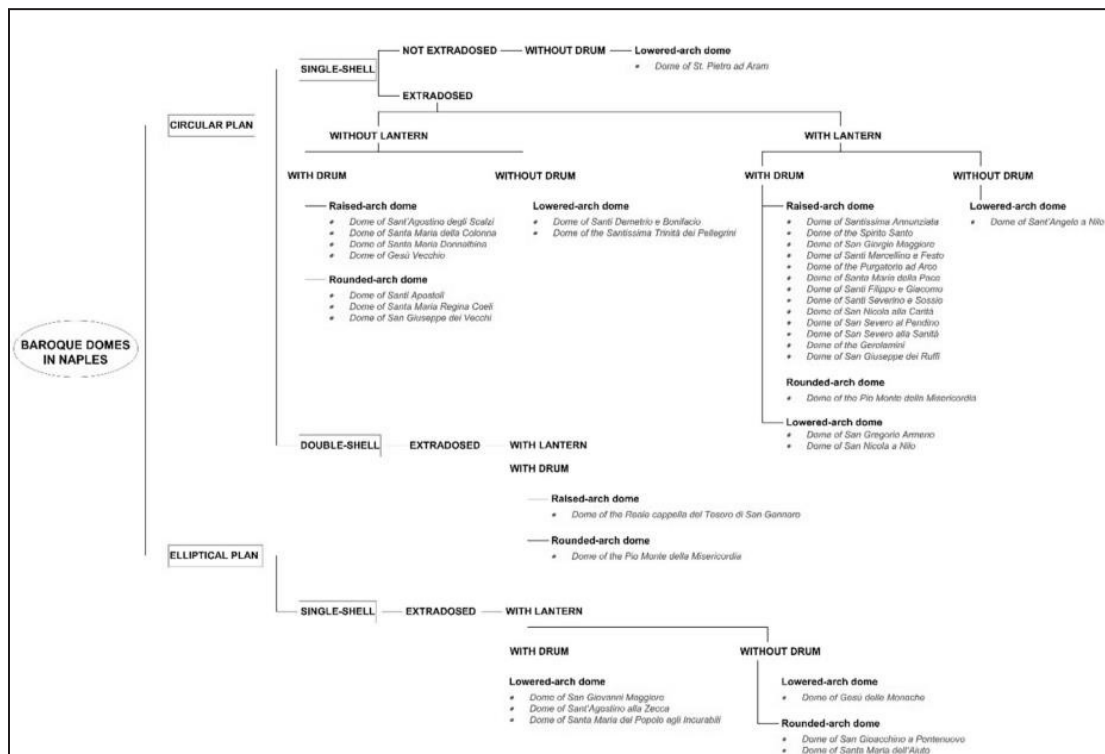 NOT EXTRADOSED WITHOUT DRUM Lowered-arch dome
Dome of St. Pietro ad Aram
SINGLE-SHELL
EXTRADOSED
CIRCULAR PLAN
WITHOUT LANTERN WITH LANTERN
WITH DRUM WITHOUT DRUM WITH DRUM WITHOUT DRUM
Raised-arch dome
Dome of Sant'Agostino degli Scalzi
Dome of Santa Maria della Colonna
Dome of Santa Maria Donnalbina
Dome of Gesù Vecchio
Rounded-arch dome
Dome of Santi Apostoli
Dome of Santa Maria Regina Coeli
Dome of San Giuseppe dei Vecchi
Lowered-arch dome
Dome of Santi Demetrio e Bonifacio
Dome of the Santissima Trinità dei Pellegrini
Raised-arch dome
Dome of Santissima Annunziata
Dome of the Spirito Santo
Dome of San Giorgio Maggiore
Dome of Santi Marcellino e Festo
Dome of the Purgatorio ad Arco
Dome of Santa Maria della Pace
Dome of Santi Filippo e Giacomo
Dome of Santi Severino e Sossio
Dome of San Nicola alla Carità
Dome of San Severo al Pendino
Dome of San Severo alla Sanità
Dome of the Gerolamini
Dome of San Giuseppe dei Ruffi
Rounded-arch dome
Dome of the Pio Monte della Misericordia
Lowered-arch dome
Dome of San Gregorio Armeno
Dome of San Nicola a Nilo
Lowered-arch dome
Dome of Sant'Angelo a Nilo
BAROQUE DOMES
IN NAPLES
DOUBLE-SHELL EXTRADOSED WITH LANTERN
WITH DRUM
Raised-arch dome
Dome of the Reale cappella del Tesoro di San Gennaro
Rounded-arch dome
Dome of the Pio Monte della Misericordia
ELLIPTICAL PLAN
SINGLE-SHELL EXTRADOSED WITH LANTERN
WITH DRUM WITHOUT DRUM
Lowered-arch dome
Dome of San Giovanni Maggiore
Dome of Sant'Agostino alla Zecca
Dome of Santa Maria del Popolo agli Incurabili
Lowered-arch dome
Dome of Gesù delle Monache
Rounded-arch dome
Dome of San Gioacchino a Pontenuovo
Dome of Santa Maria dell'Aiuto